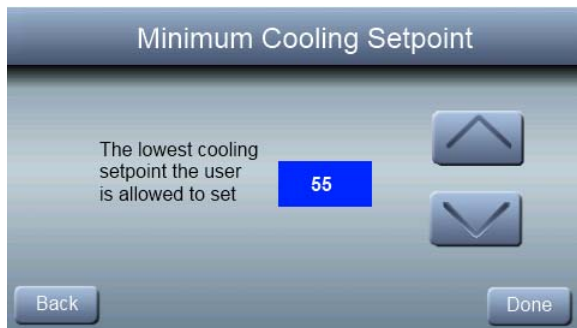 Minimum Cooling Setpoint
The lowest cooling
setpoint the user
is allowed to set
55
Back
Done